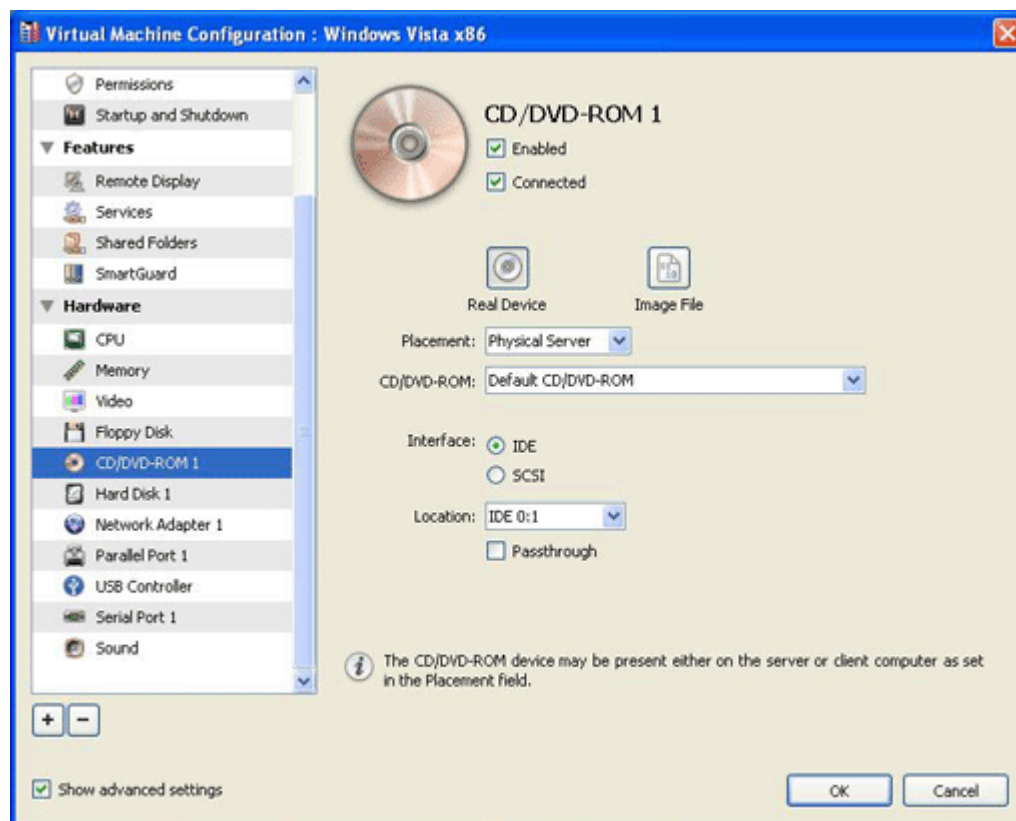 Virtual Machine Configuration : Windows Vista x86
Permissions
Startup and Shutdown
Features
Remote Display
Services
Shared Folders
SmartGuard
Hardware
CPU
Memory
Video
Floppy Disk
CD/DVD-ROM 1
Hard Disk 1
Network Adapter 1
Parallel Port 1
USB Controller
Serial Port 1
Sound
CD/DVD-ROM 1
Enabled
Connected
Real Device
Image File
Placement: Physical Server
CD/DVD-ROM: Default CD/DVD-ROM
Interface: IDE
SCSI
Location: IDE 0:1
Passthrough
The CD/DVD-ROM device may be present either on the server or client computer as set
in the Placement field.
Show advanced settings
OK
Cancel